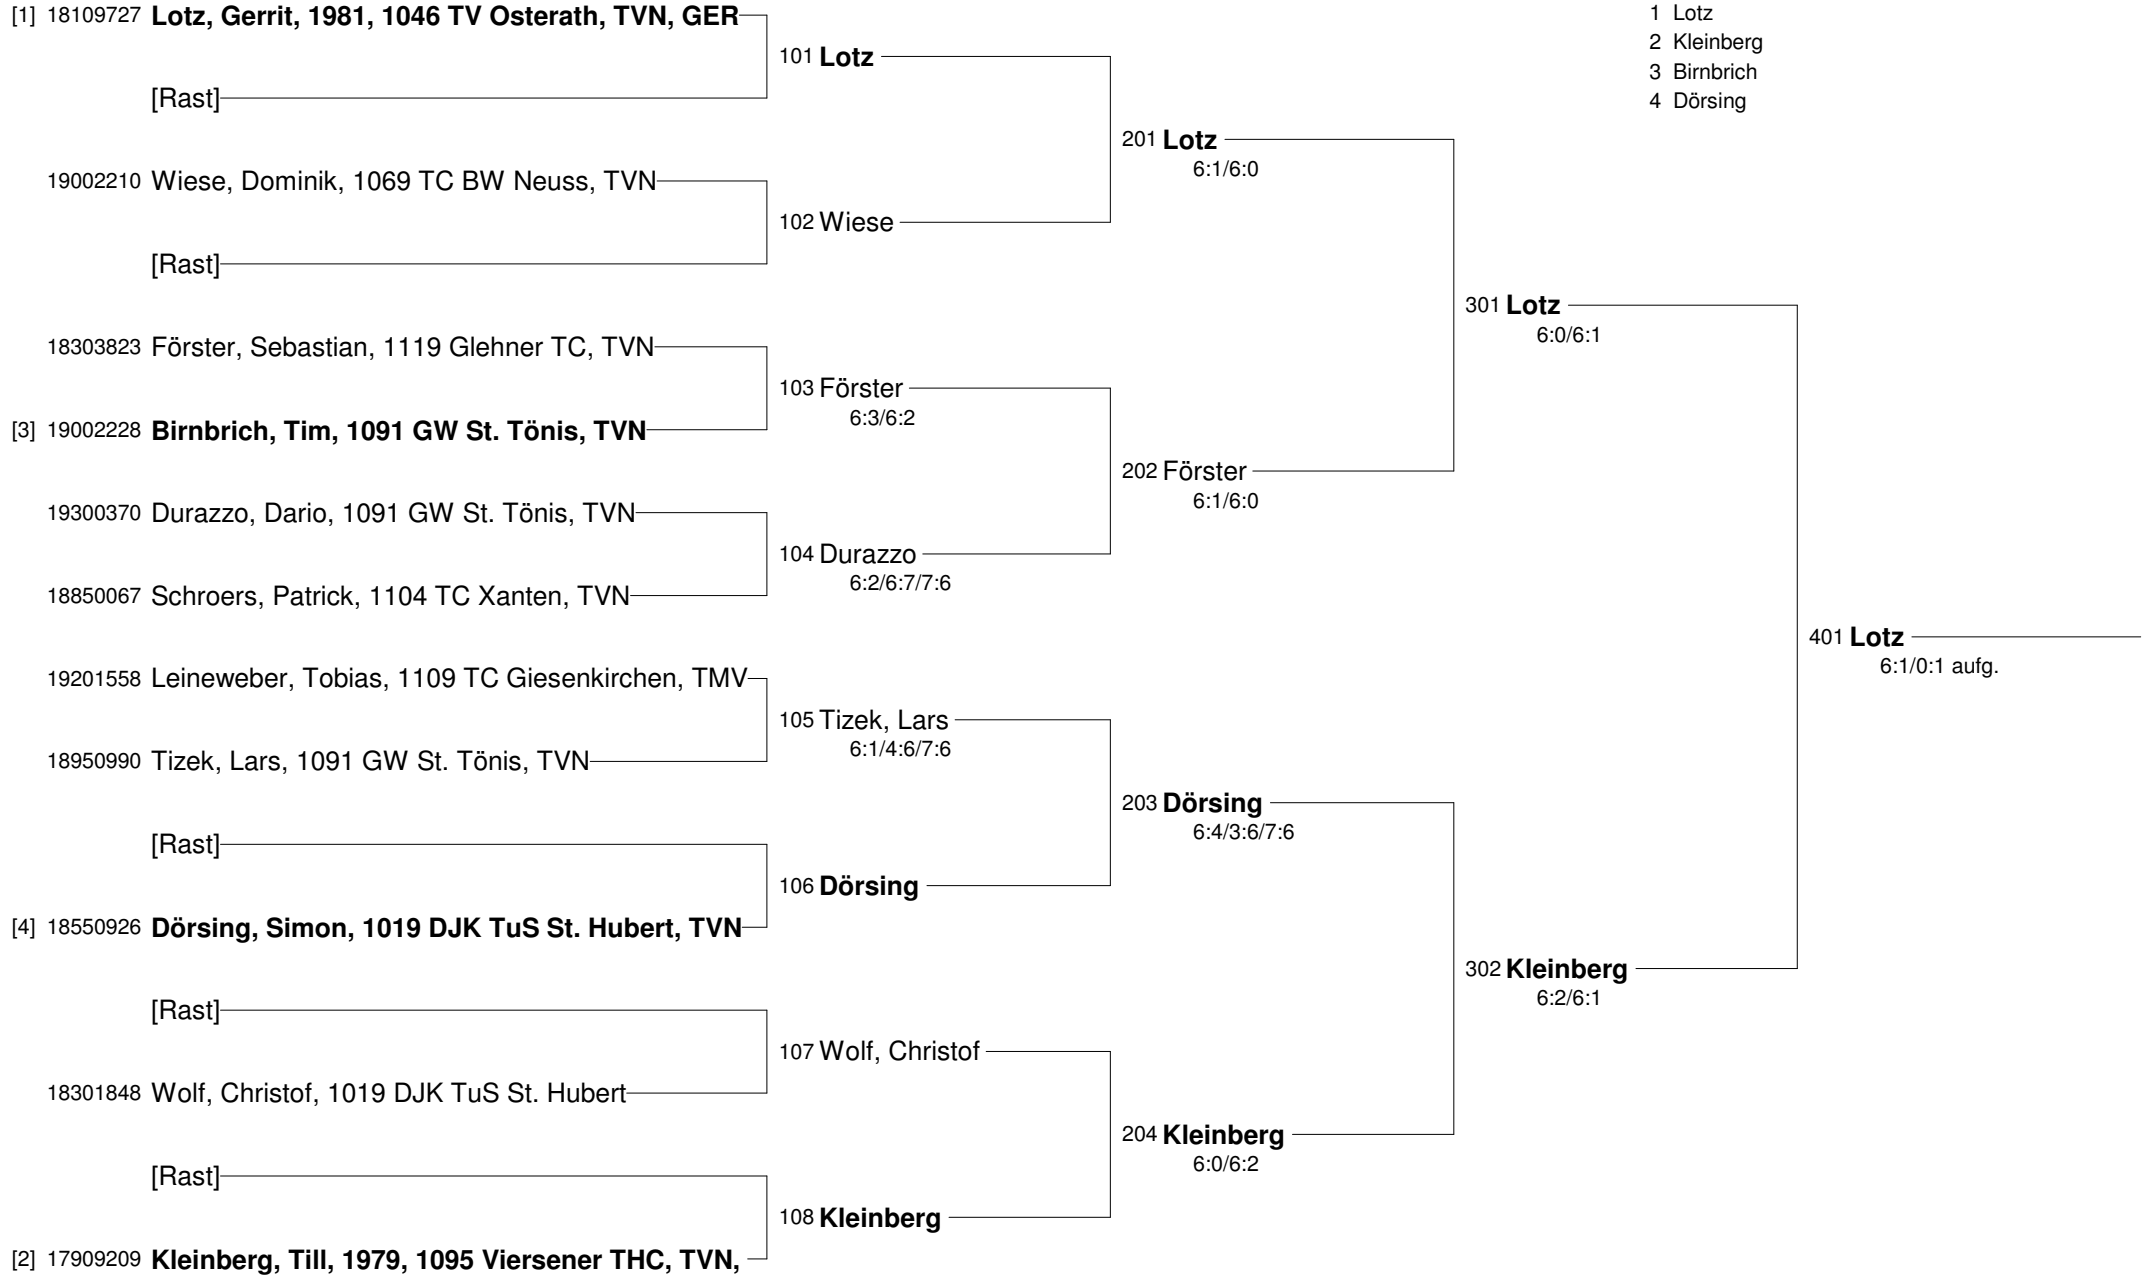 [1] 18109727 Lotz, Gerrit, 1981, 1046 TV Osterath, TVN, GER
[Rast]
19002210 Wiese, Dominik, 1069 TC BW Neuss, TVN
[Rast]
18303823 Förster, Sebastian, 1119 Glehner TC, TVN
[3] 19002228 Birnbrich, Tim, 1091 GW St. Tönis, TVN
19300370 Durazzo, Dario, 1091 GW St. Tönis, TVN
18850067 Schroers, Patrick, 1104 TC Xanten, TVN
19201558 Leineweber, Tobias, 1109 TC Giesenkirchen, TMV
18950990 Tizek, Lars, 1091 GW St. Tönis, TVN
[Rast]
[4] 18550926 Dörsing, Simon, 1019 DJK TuS St. Hubert, TVN
[Rast]
18301848 Wolf, Christof, 1019 DJK TuS St. Hubert
[Rast]
[2] 17909209 Kleinberg, Till, 1979, 1095 Viersener THC, TVN,
101 Lotz
102 Wiese
103 Förster
6:3/6:2
104 Durazzo
6:2/6:7/7:6
105 Tizek, Lars
6:1/4:6/7:6
106 Dörsing
107 Wolf, Christof
108 Kleinberg
201 Lotz
6:1/6:0
202 Förster
6:1/6:0
203 Dörsing
6:4/3:6/7:6
204 Kleinberg
6:0/6:2
301 Lotz
6:0/6:1
302 Kleinberg
6:2/6:1
401 Lotz
6:1/0:1 aufg.
1 Lotz
2 Kleinberg
3 Birnbrich
4 Dörsing